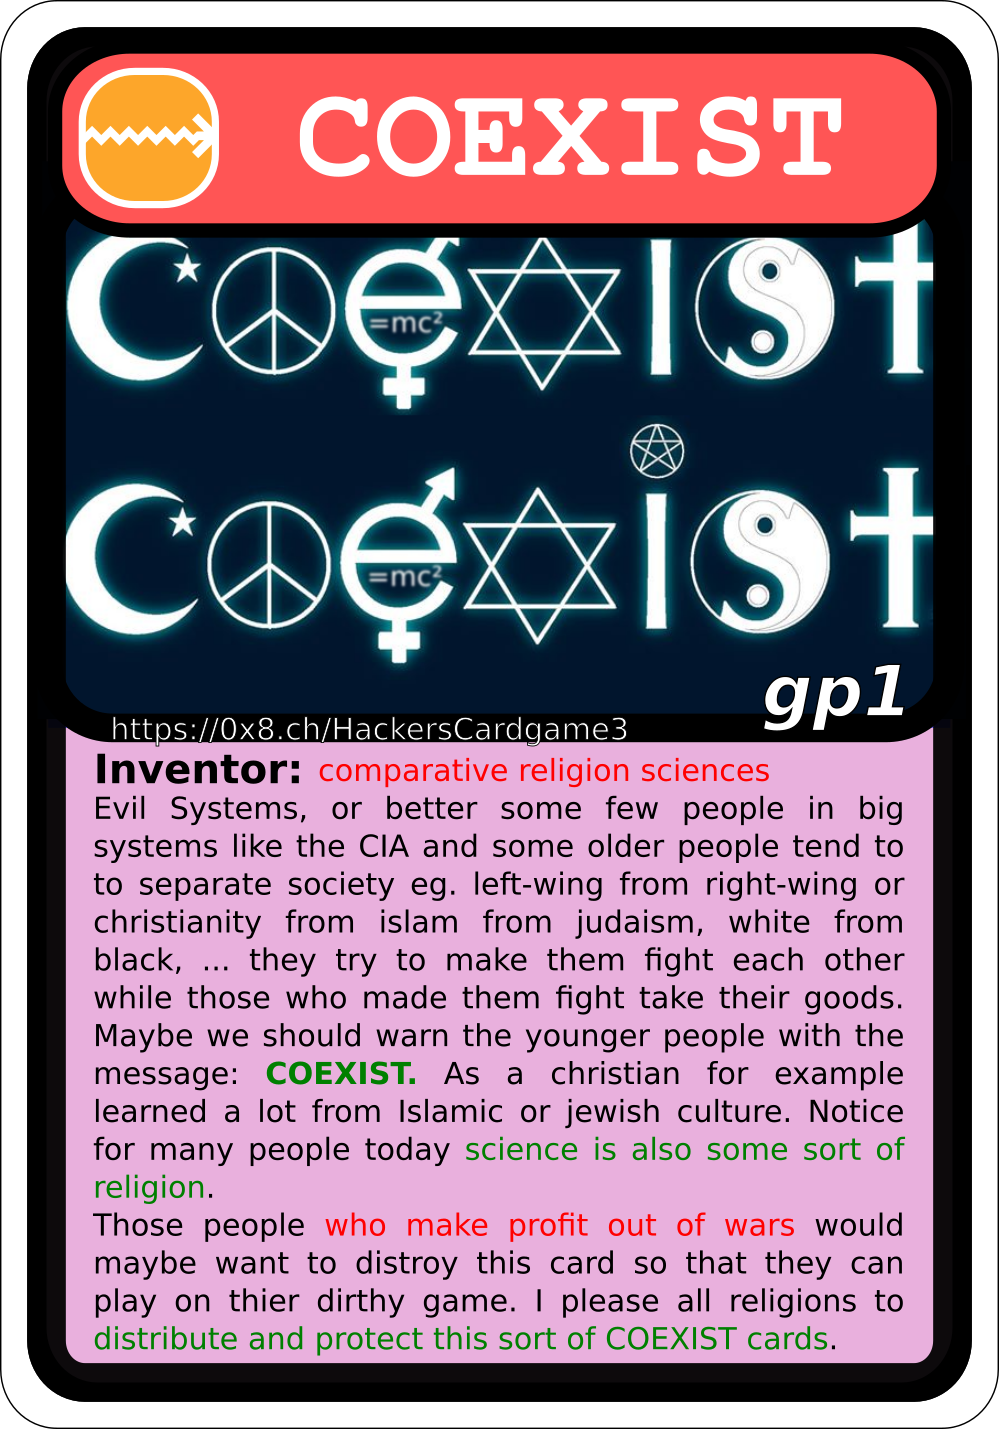 COEXIST
Coexist
=mc²
Coexist
=mc²
gp1
https://0x8.ch/HackersCardgame3
Inventor: comparative religion sciences
Evil Systems, or better some few people in big
systems like the CIA and some older people tend to
to separate society eg. left-wing from right-wing or
christianity from islam from judaism, white from
black, ... they try to make them fight each other
while those who made them fight take their goods.
Maybe we should warn the younger people with the
message: COEXIST. As a christian for example
learned a lot from Islamic or jewish culture. Notice
for many people today science is also some sort of
religion.
Those people who make profit out of wars would
maybe want to distroy this card so that they can
play on thier dirthy game. I please all religions to
distribute and protect this sort of COEXIST cards.